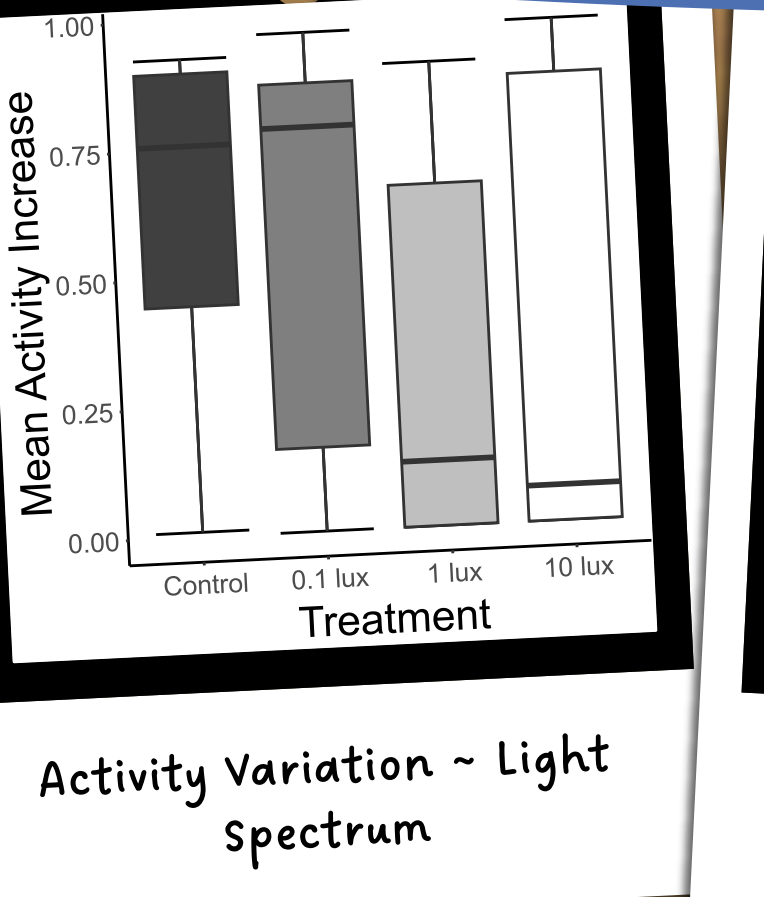 1.00
0.75
0.50
0.25
0.00
Mean Activity Increase
Control 0.1 lux 1 lux 10 lux
Treatment
Activity Variation ~ Light
Spectrum